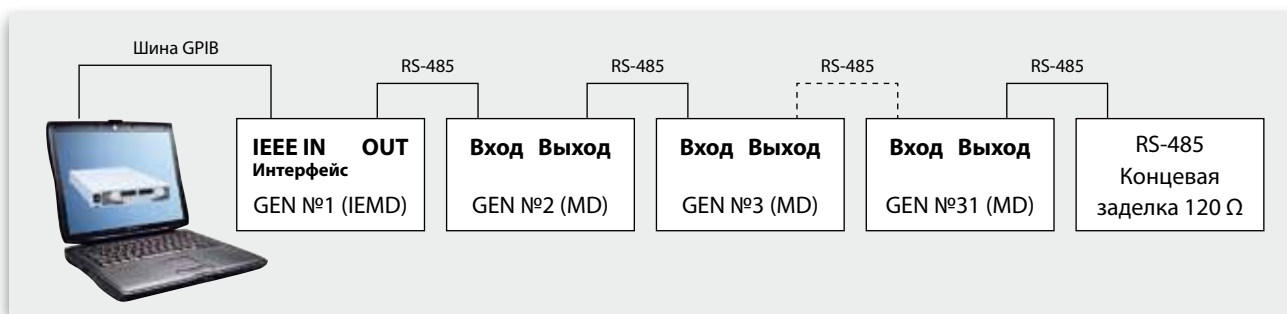 Шина GPIB
RS-485
RS-485
RS-485
RS-485
IEEE IN OUT
Интерфейс
GEN №1 (IEMD)
Вход Выход
GEN №2 (MD)
Вход Выход
GEN №3 (MD)
Вход Выход
GEN №31 (MD)
RS-485
Концевая
заделка 120 Ω